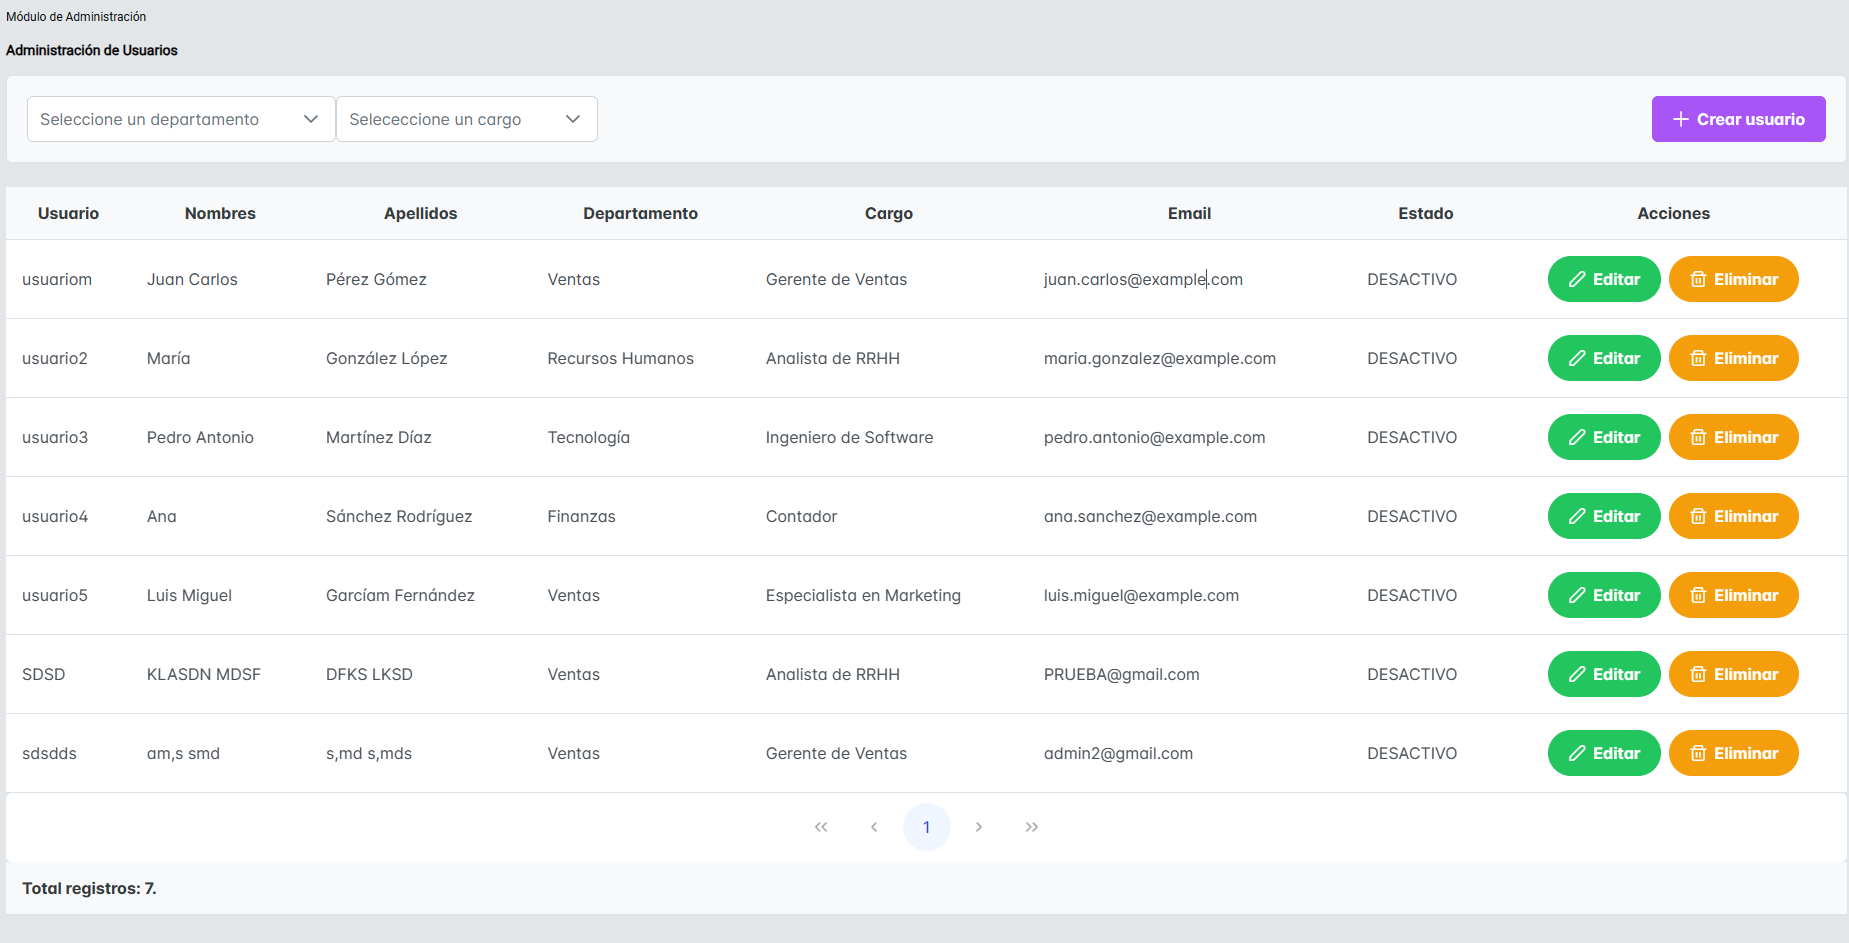 Módulo de Administración
Administración de Usuarios
Seleccione un departamento Selececcione un cargo Crear usuario
Usuario Nombres Apellidos Departamento Cargo Email Estado Acciones
usuariom Juan Carlos Pérez Gómez Ventas Gerente de Ventas juan.carlos@example.com DESACTIVO Editar Eliminar
usuario2 María González López Recursos Humanos Analista de RRHH maria.gonzalez@example.com DESACTIVO Editar Eliminar
usuario3 Pedro Antonio Martínez Díaz Tecnología Ingeniero de Software pedro.antonio@example.com DESACTIVO Editar Eliminar
usuario4 Ana Sánchez Rodríguez Finanzas Contador ana.sanchez@example.com DESACTIVO Editar Eliminar
usuario5 Luis Miguel Garcíam Fernández Ventas Especialista en Marketing luis.miguel@example.com DESACTIVO Editar Eliminar
SDSD KLASDN MDSF DFKS LKSD Ventas Analista de RRHH PRUEBA@gmail.com DESACTIVO Editar Eliminar
sdsdds am,s smd s,md s,mds Ventas Gerente de Ventas admin2@gmail.com DESACTIVO Editar Eliminar
1
Total registros: 7.